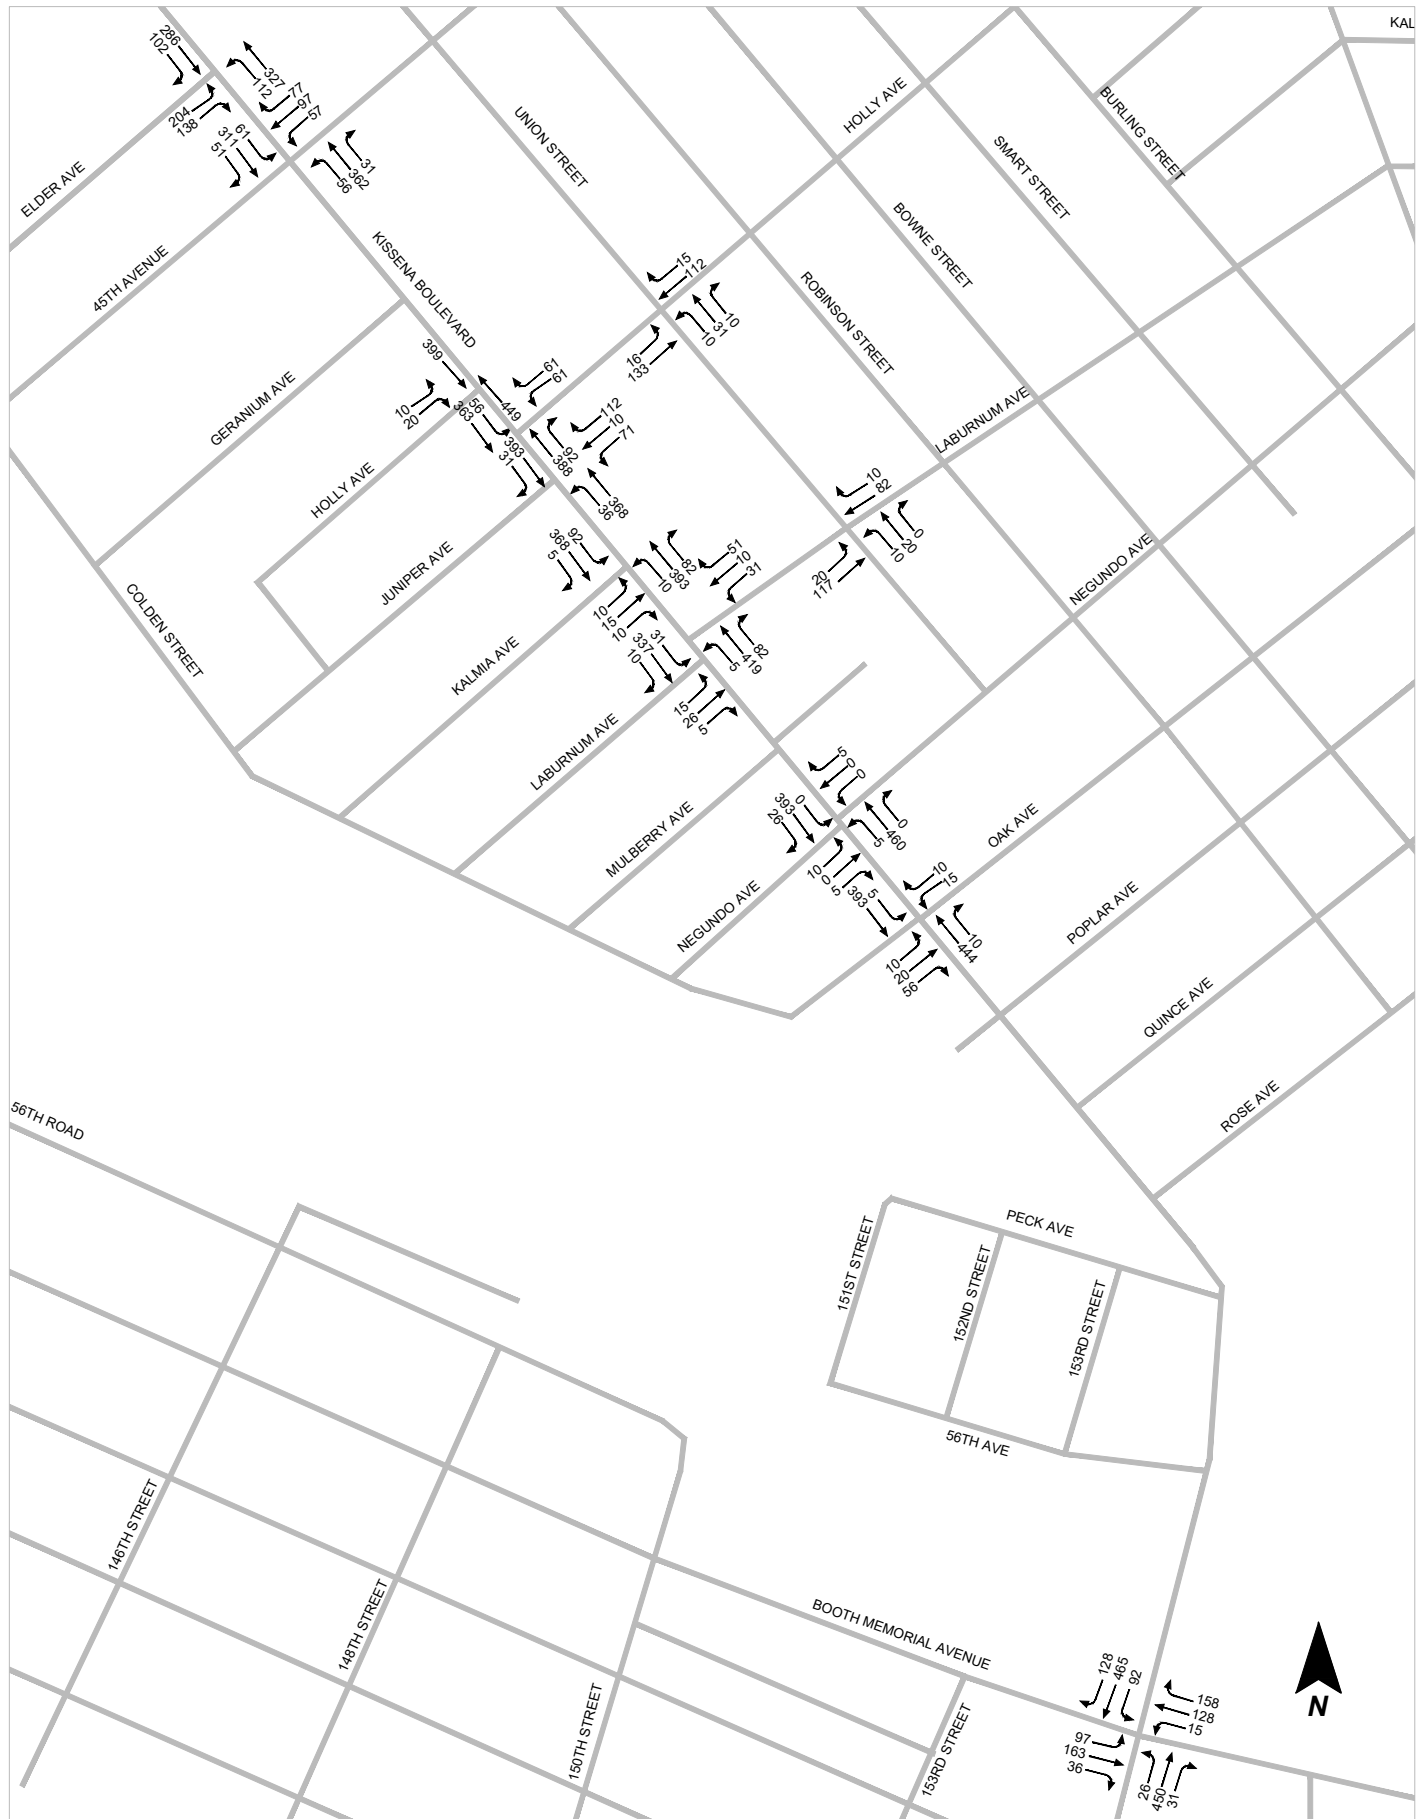 KAL
286
102
327
112
77
97
57
204
138
61
311
51
31
362
56
BURLING STREET
HOLLY AVE
UNION STREET
SMART STREET
ELDER AVE
BOWNE STREET
45TH AVENUE
KISSENA BOULEVARD
ROBINSON STREET
15
112
10
31
10
16
133
399
61
61
449
10
20
56
363
GERANIUM AVE
LABURNUM AVE
112
10
71
92
388
393
31
HOLLY AVE
10
82
368
36
0
20
10
20
117
JUNIPER AVE
92
368
5
82
393
10
51
10
31
NEGUNDO AVE
COLDEN STREET
10
15
10
31
337
10
82
419
5
KALMIA AVE
15
26
5
LABURNUM AVE
5
0
0
0
393
26
0
460
5
MULBERRY AVE
OAK AVE
10
0
5
5
393
10
15
NEGUNDO AVE
POPLAR AVE
10
444
10
20
56
QUINCE AVE
ROSE AVE
56TH ROAD
PECK AVE
151ST STREET
152ND STREET
153RD STREET
56TH AVE
146TH STREET
148TH STREET
BOOTH MEMORIAL AVENUE
150TH STREET
153RD STREET
128
465
92
158
128
15
97
163
36
26
450
31
N